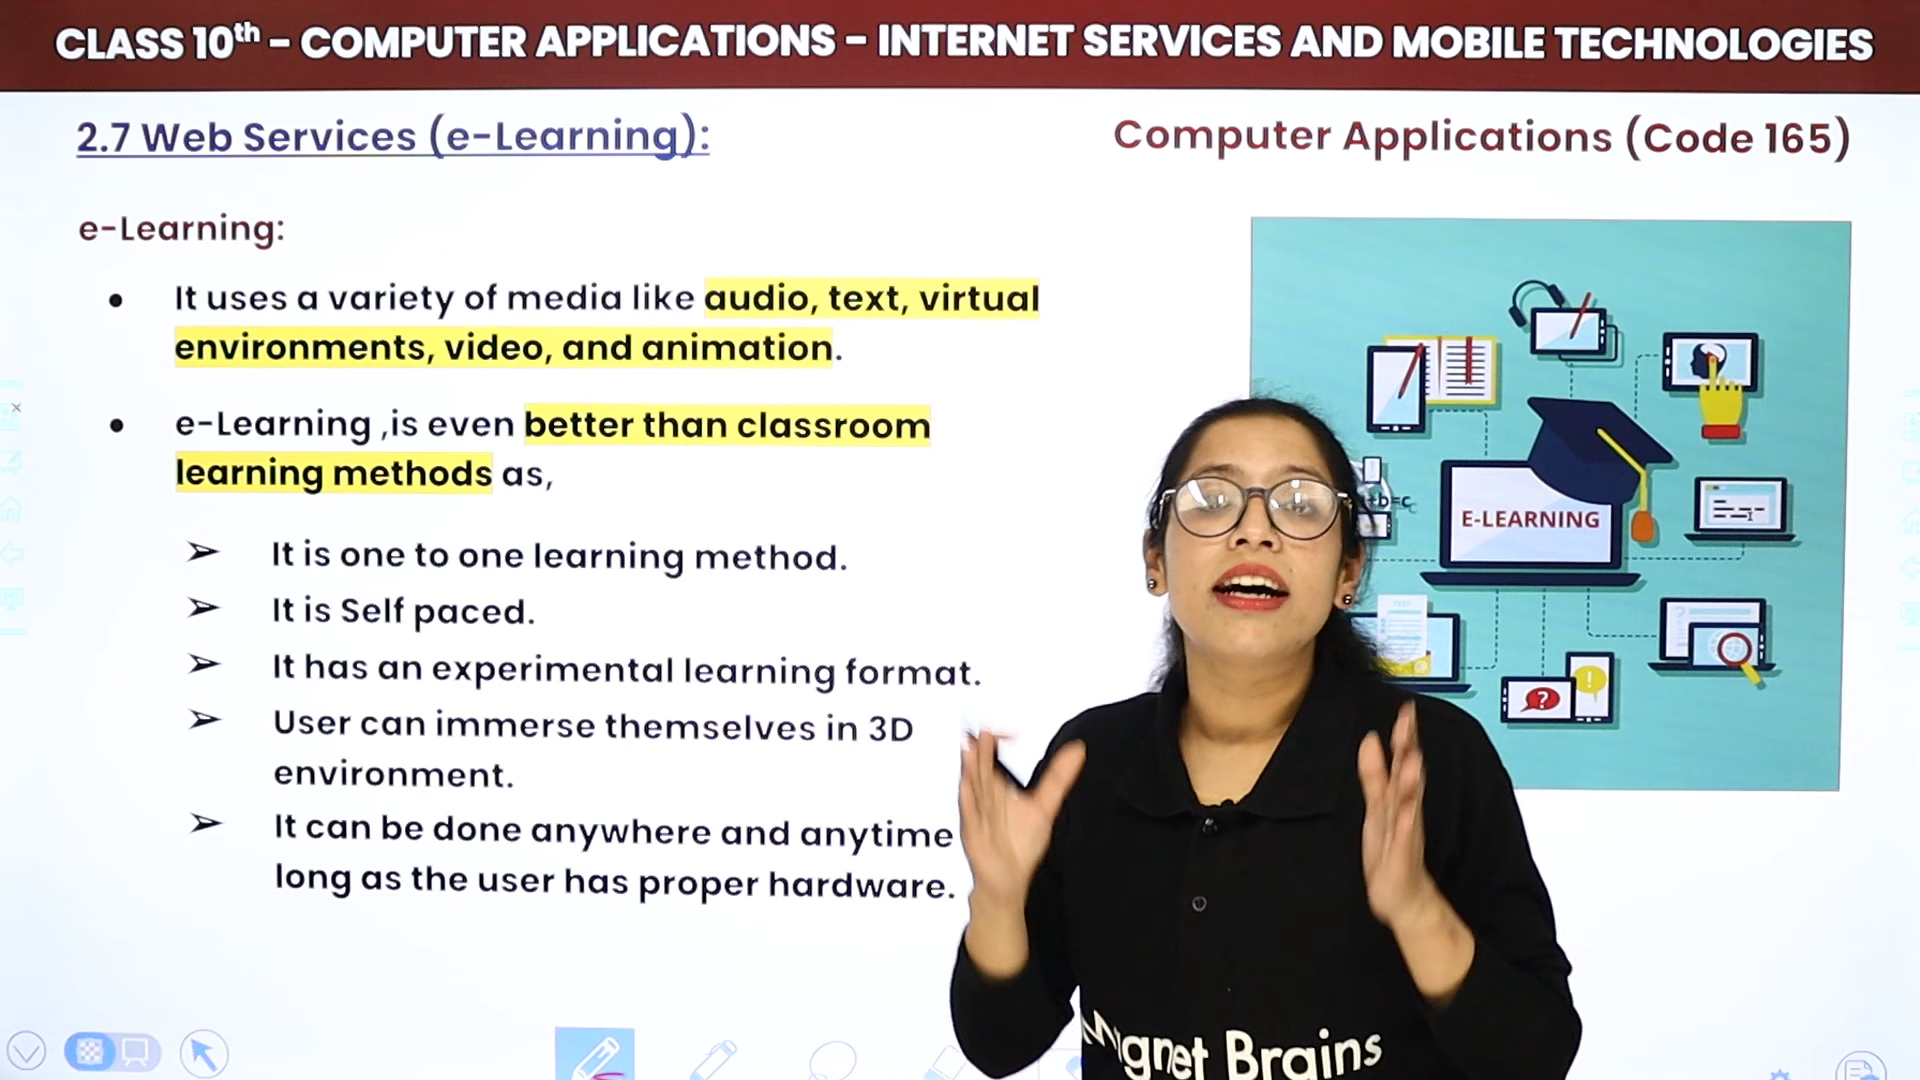 CLASS 10th – COMPUTER APPLICATIONS – INTERNET SERVICES AND MOBILE TECHNOLOGIES
2.7 Web Services (e-Learning):
Computer Applications (Code 165)
e-Learning:
• It uses a variety of media like audio, text, virtual
environments, video, and animation.
• e-Learning ,is even better than classroom
learning methods as,
➢ It is one to one learning method.
➢ It is Self paced.
➢ It has an experimental learning format.
➢ User can immerse themselves in 3D
environment.
➢ It can be done anywhere and anytime
long as the user has proper hardware.
+b=c
E-LEARNING
TEST
?
!
Magnet Brains